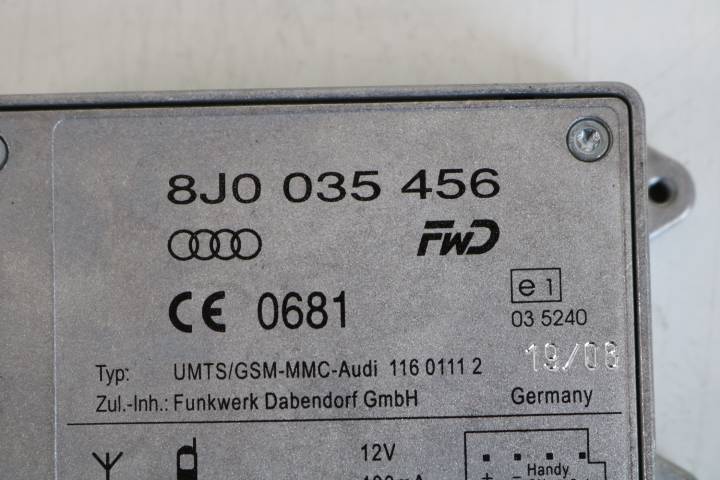 8J0 035 456
FWD
CE 0681
e 1
03 5240
19/08
Typ: UMTS/GSM-MMC-Audi 116 0111 2
Zul.-Inh.: Funkwerk Dabendorf GmbH Germany
12V
Handy
+ -